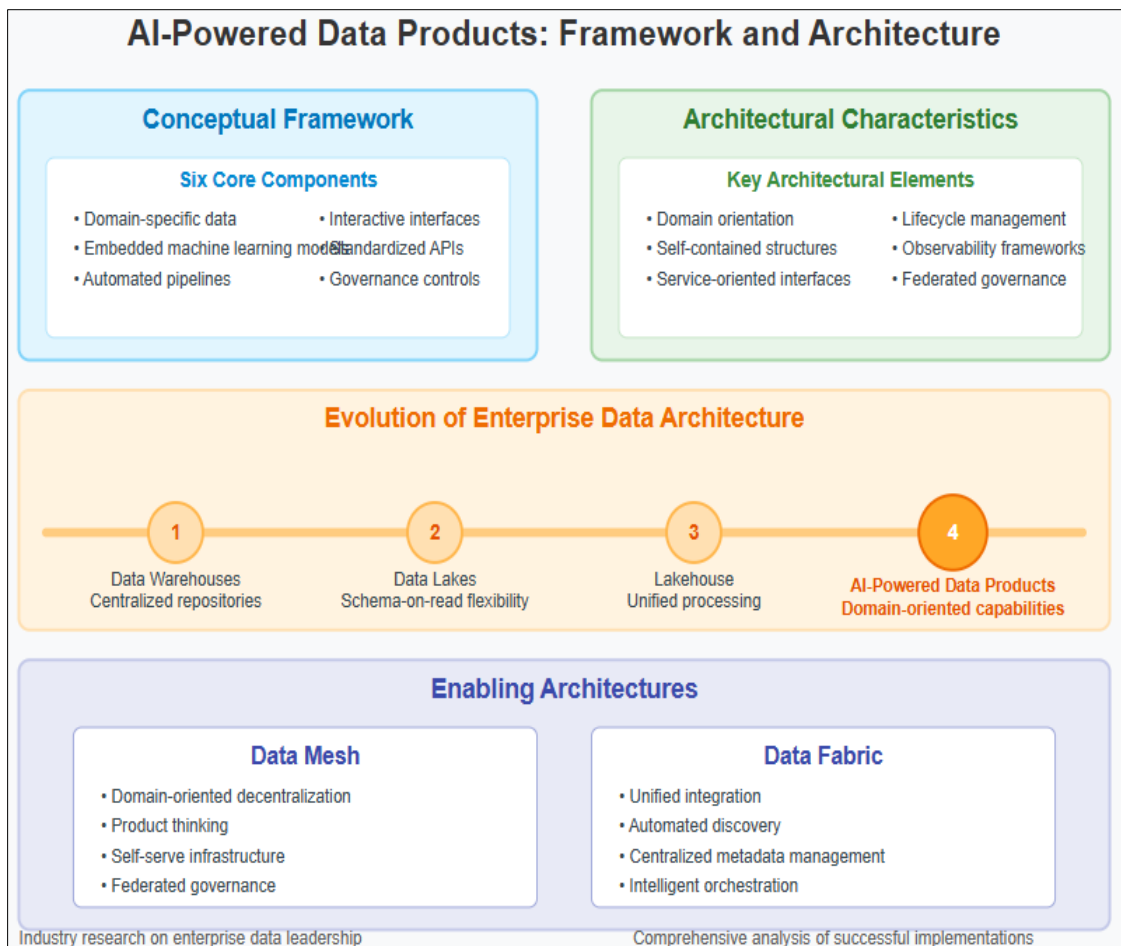 AI-Powered Data Products: Framework and Architecture
Conceptual Framework
Six Core Components
• Domain-specific data
• Embedded machine learning models
• Automated pipelines
• Interactive interfaces
• Standardized APIs
• Governance controls
Architectural Characteristics
Key Architectural Elements
• Domain orientation
• Self-contained structures
• Service-oriented interfaces
• Lifecycle management
• Observability frameworks
• Federated governance
Evolution of Enterprise Data Architecture
1
Data Warehouses
Centralized repositories
2
Data Lakes
Schema-on-read flexibility
3
Lakehouse
Unified processing
4
AI-Powered Data Products
Domain-oriented capabilities
Enabling Architectures
Data Mesh
• Domain-oriented decentralization
• Product thinking
• Self-serve infrastructure
• Federated governance
Data Fabric
• Unified integration
• Automated discovery
• Centralized metadata management
• Intelligent orchestration
Industry research on enterprise data leadership
Comprehensive analysis of successful implementations